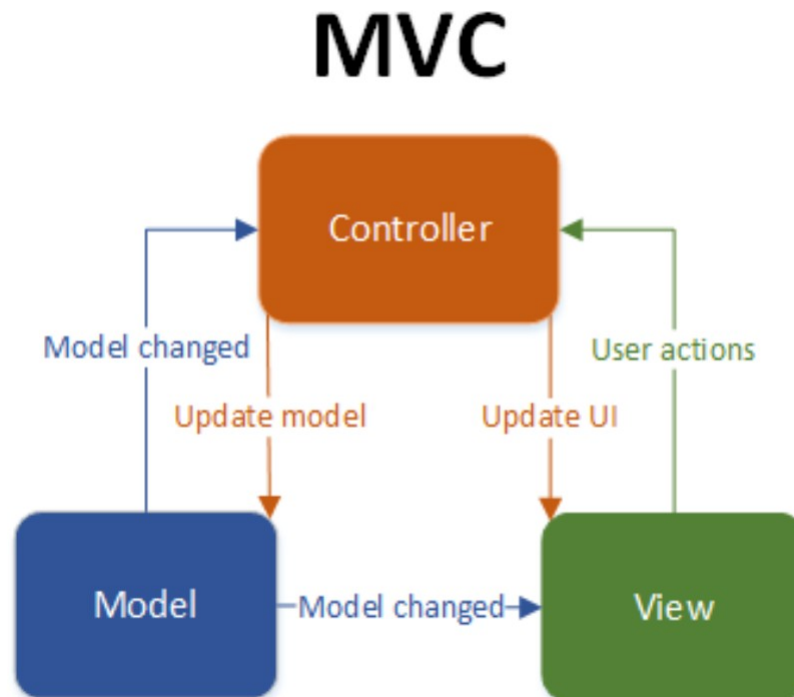 MVC
Controller
Model changed
User actions
Update model
Update UI
Model
Model changed
View